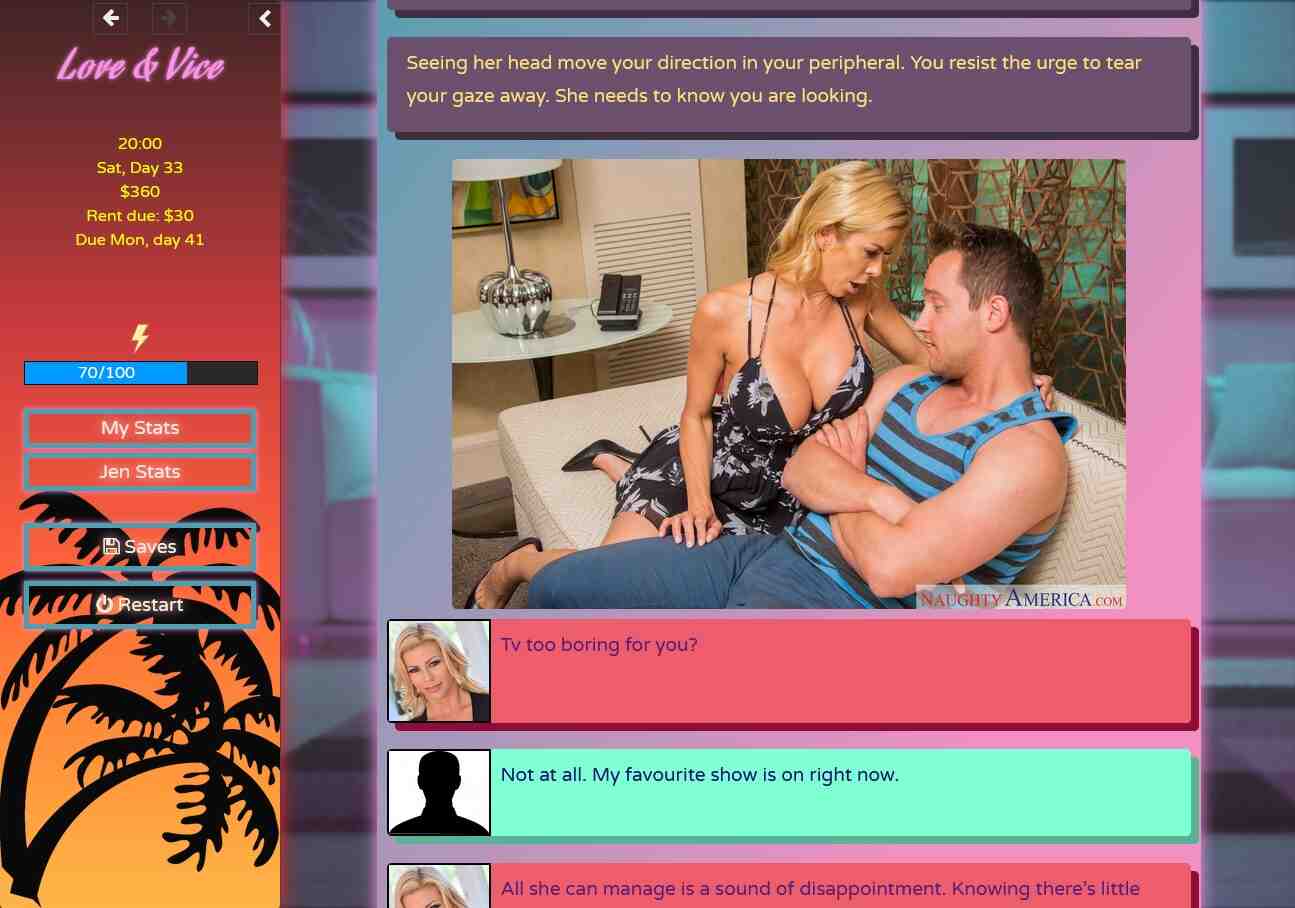 Love & Vice
20:00
Sat, Day 33
$360
Rent due: $30
Due Mon, day 41
70/100
My Stats
Jen Stats
Saves
Restart
Seeing her head move your direction in your peripheral. You resist the urge to tear
your gaze away. She needs to know you are looking.
NAUGHTY AMERICA.COM
Tv too boring for you?
Not at all. My favourite show is on right now.
All she can manage is a sound of disappointment. Knowing there's little